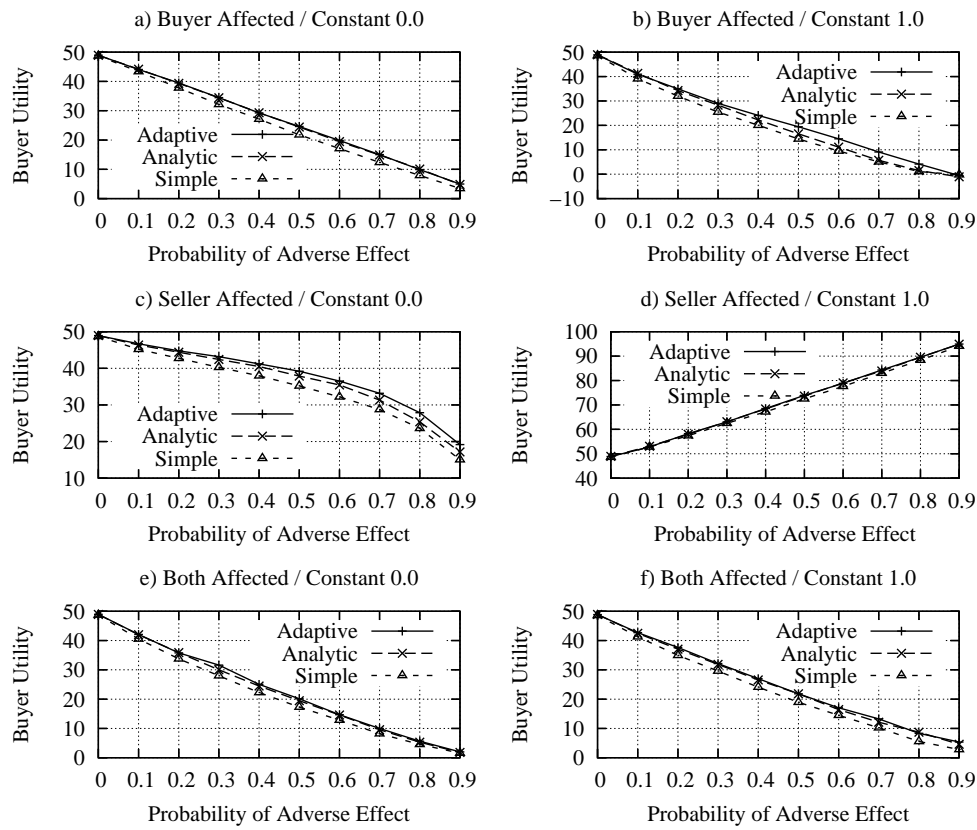 a) Buyer Affected / Constant 0.0
50
40
30
20
10
0
Buyer Utility
Adaptive
Analytic
Simple
0 0.1 0.2 0.3 0.4 0.5 0.6 0.7 0.8 0.9
Probability of Adverse Effect
b) Buyer Affected / Constant 1.0
50
40
30
20
10
0
−10
Buyer Utility
Adaptive
Analytic
Simple
0 0.1 0.2 0.3 0.4 0.5 0.6 0.7 0.8 0.9
Probability of Adverse Effect
c) Seller Affected / Constant 0.0
50
40
30
20
10
Buyer Utility
Adaptive
Analytic
Simple
0 0.1 0.2 0.3 0.4 0.5 0.6 0.7 0.8 0.9
Probability of Adverse Effect
d) Seller Affected / Constant 1.0
100
90
80
70
60
50
40
Buyer Utility
Adaptive
Analytic
Simple
0 0.1 0.2 0.3 0.4 0.5 0.6 0.7 0.8 0.9
Probability of Adverse Effect
e) Both Affected / Constant 0.0
50
40
30
20
10
0
Buyer Utility
Adaptive
Analytic
Simple
0 0.1 0.2 0.3 0.4 0.5 0.6 0.7 0.8 0.9
Probability of Adverse Effect
f) Both Affected / Constant 1.0
50
40
30
20
10
0
Buyer Utility
Adaptive
Analytic
Simple
0 0.1 0.2 0.3 0.4 0.5 0.6 0.7 0.8 0.9
Probability of Adverse Effect